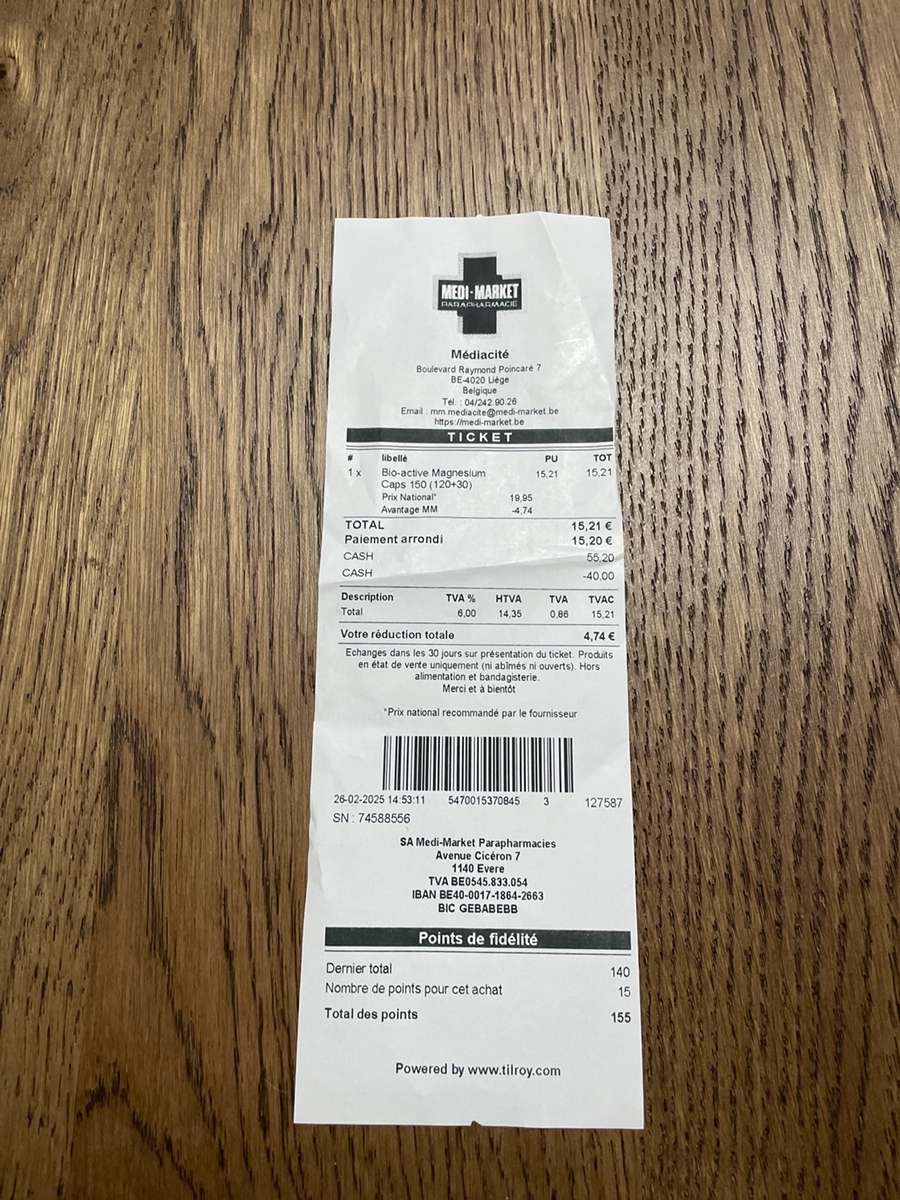 MEDI-MARKET
PARAPHARMACIE
Médiacité
Boulevard Raymond Poincaré 7
BE-4020 Liège
Belgique
Tél. : 04/242.90.26
Email : mm.mediacite@medi-market.be
https://medi-market.be
TICKET
# libellé PU TOT
1 x Bio-active Magnesium 15,21 15,21
Caps 150 (120+30)
Prix National* 19,95
Avantage MM -4,74
TOTAL 15,21 €
Paiement arrondi 15,20 €
CASH 55,20
CASH -40,00
Description TVA % HTVA TVA TVAC
Total 6,00 14,35 0,86 15,21
Votre réduction totale 4,74 €
Echanges dans les 30 jours sur présentation du ticket. Produits
en état de vente uniquement (ni abîmés ni ouverts). Hors
alimentation et bandagisterie.
Merci et à bientôt
*Prix national recommandé par le fournisseur
26-02-2025 14:53:11 5470015370845 3 127587
SN : 74588556
SA Medi-Market Parapharmacies
Avenue Cicéron 7
1140 Evere
TVA BE0545.833.054
IBAN BE40-0017-1864-2663
BIC GEBABEBB
Points de fidélité
Dernier total 140
Nombre de points pour cet achat 15
Total des points 155
Powered by www.tilroy.com